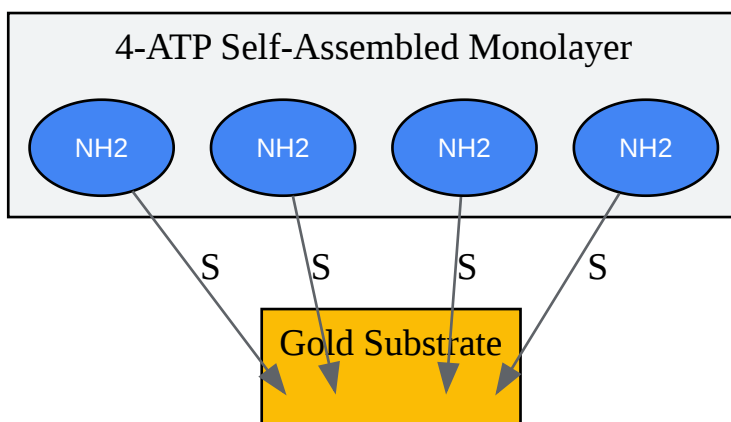 4-ATP Self-Assembled Monolayer
NH2 NH2 NH2 NH2
S S S S
Gold Substrate